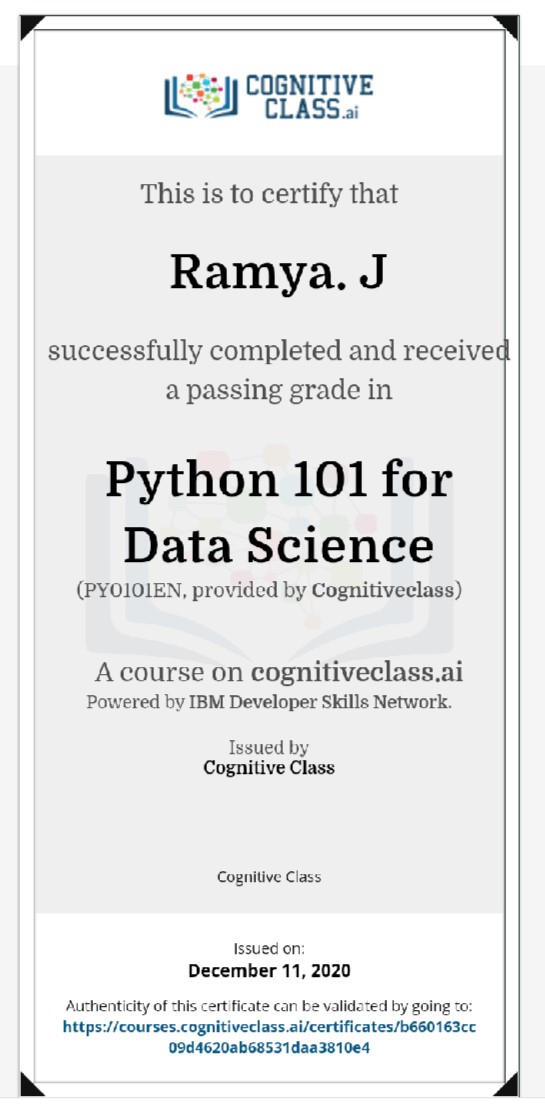 COGNITIVE
CLASS.ai
This is to certify that
Ramya. J
successfully completed and received
a passing grade in
Python 101 for
Data Science
(PY0101EN, provided by Cognitiveclass)
A course on cognitiveclass.ai
Powered by IBM Developer Skills Network.
Issued by
Cognitive Class
Cognitive Class
Issued on:
December 11, 2020
Authenticity of this certificate can be validated by going to:
https://courses.cognitiveclass.ai/certificates/b660163cc
09d4620ab68531daa3810e4